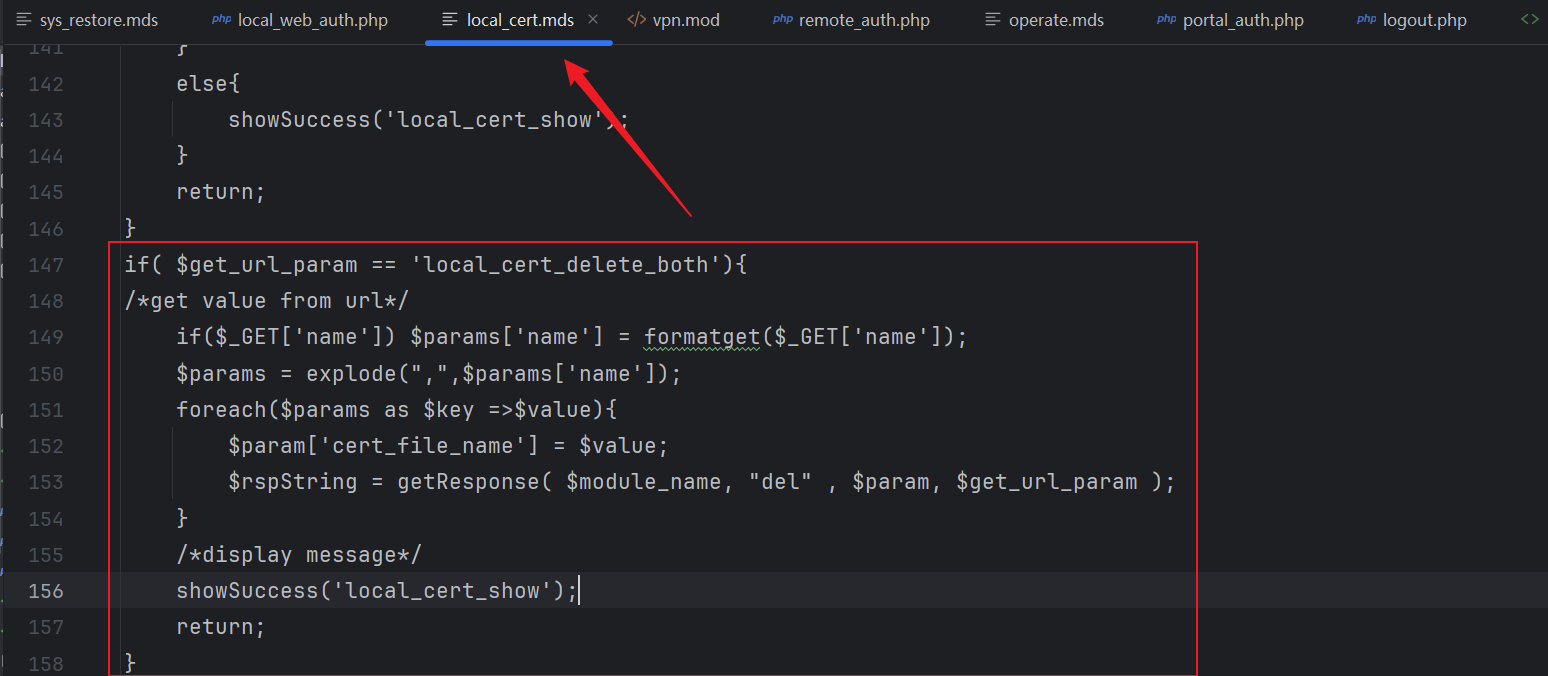 sys_restore.mds php local_web_auth.php local_cert.mds × </> vpn.mod php remote_auth.php operate.mds php portal_auth.php php logout.php <>
141 }
142 else{
143 showSuccess('local_cert_show');
144 }
145 return;
146 }
147 if( $get_url_param == 'local_cert_delete_both'){
148 /*get value from url*/
149 if($_GET['name']) $params['name'] = formatget($_GET['name']);
150 $params = explode(",",$params['name']);
151 foreach($params as $key =>$value){
152 $param['cert_file_name'] = $value;
153 $rspString = getResponse( $module_name, "del" , $param, $get_url_param );
154 }
155 /*display message*/
156 showSuccess('local_cert_show');
157 return;
158 }